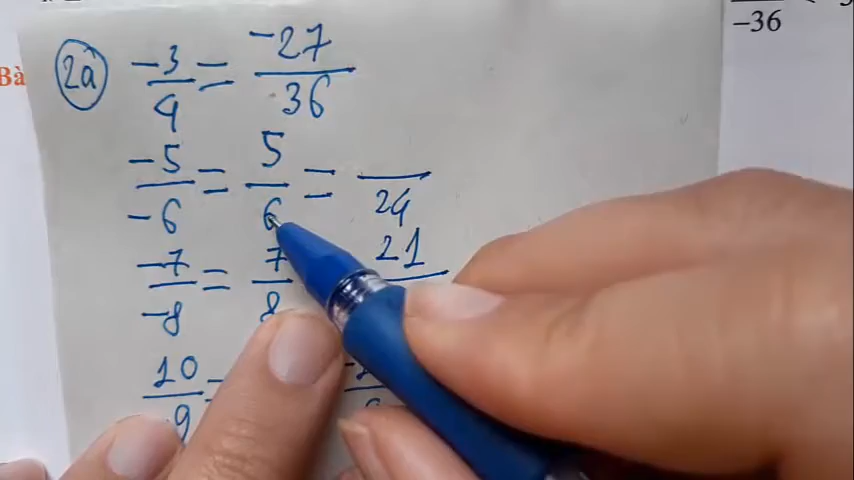 -36 <
Bà
2a -3/4 = -27/36
-5/-6 = 5/6 = /24
-7/-8 = 7/8 21
10/9